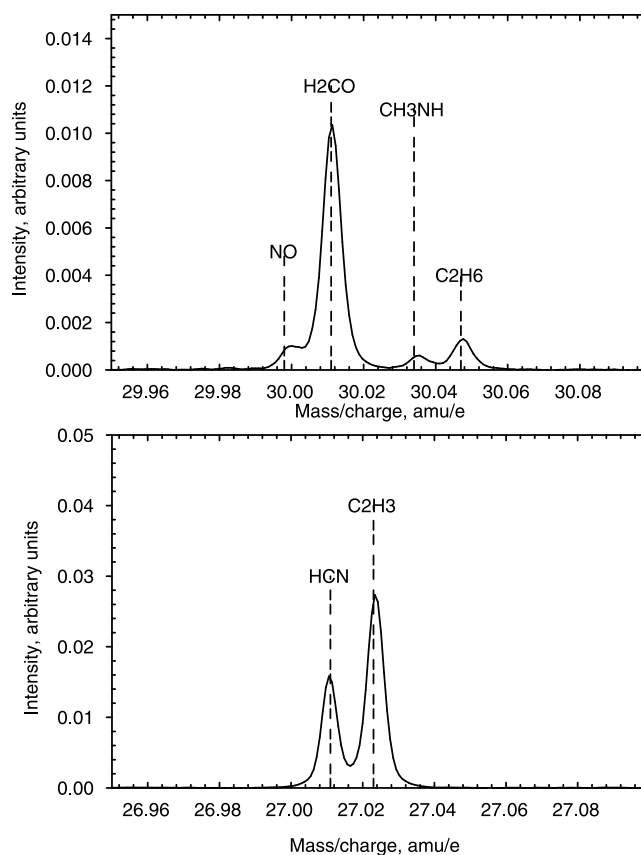 0.014
0.012
0.010
0.008
0.006
0.004
0.002
0.000
Intensity, arbitrary units
H2CO
CH3NH
NO
C2H6
29.96 29.98 30.00 30.02 30.04 30.06 30.08
Mass/charge, amu/e
0.05
0.04
0.03
0.02
0.01
0.00
Intensity, arbitrary units
C2H3
HCN
26.96 26.98 27.00 27.02 27.04 27.06 27.08
Mass/charge, amu/e